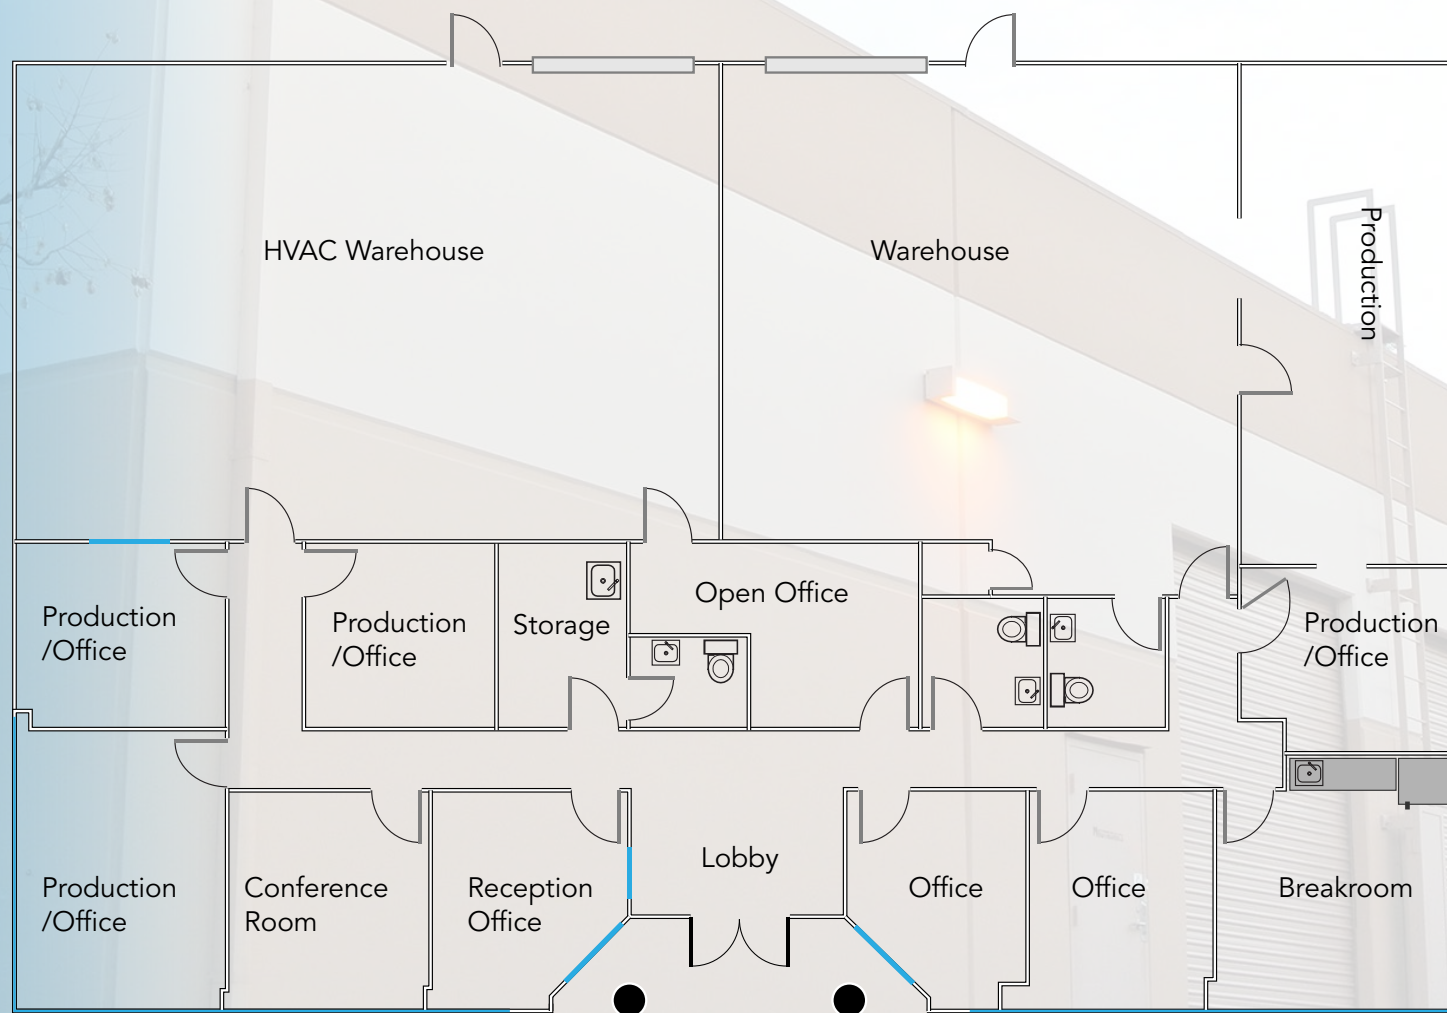 HVAC Warehouse
Warehouse
Production
Production
/Office
Production
/Office
Storage
Open Office
Production
/Office
Production
/Office
Conference
Room
Reception
Office
Lobby
Office
Office
Breakroom